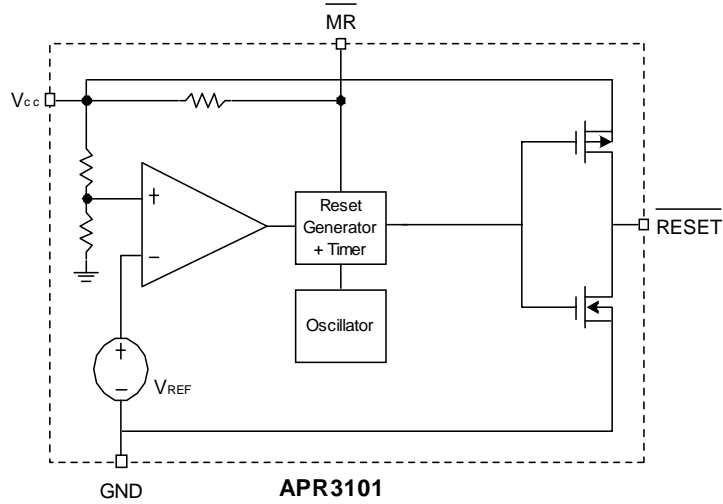 MR
Vcc
+
−
Reset
Generator
+ Timer
RESET
Oscillator
+
−
VREF
GND
APR3101